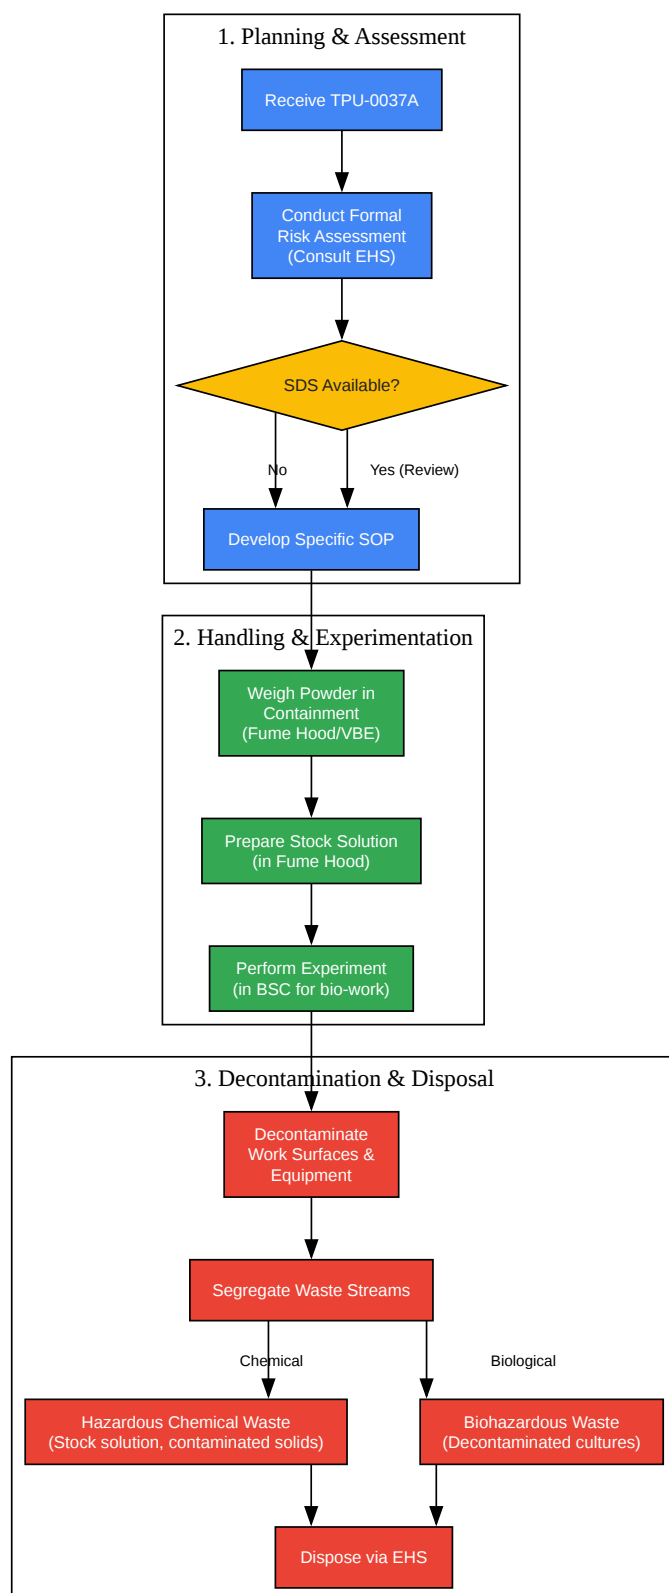 1. Planning & Assessment
Receive TPU-0037A
Conduct Formal
Risk Assessment
(Consult EHS)
SDS Available?
No
Yes (Review)
Develop Specific SOP
2. Handling & Experimentation
Weigh Powder in
Containment
(Fume Hood/VBE)
Prepare Stock Solution
(in Fume Hood)
Perform Experiment
(in BSC for bio-work)
3. Decontamination & Disposal
Decontaminate
Work Surfaces &
Equipment
Segregate Waste Streams
Chemical
Biological
Hazardous Chemical Waste
(Stock solution, contaminated solids)
Biohazardous Waste
(Decontaminated cultures)
Dispose via EHS